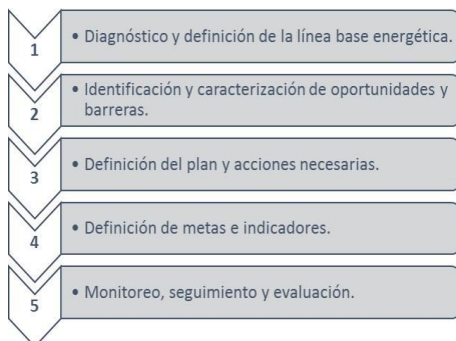 1
• Diagnóstico y definición de la línea base energética.
2
• Identificación y caracterización de oportunidades y
barreras.
3
• Definición del plan y acciones necesarias.
4
• Definición de metas e indicadores.
5
• Monitoreo, seguimiento y evaluación.